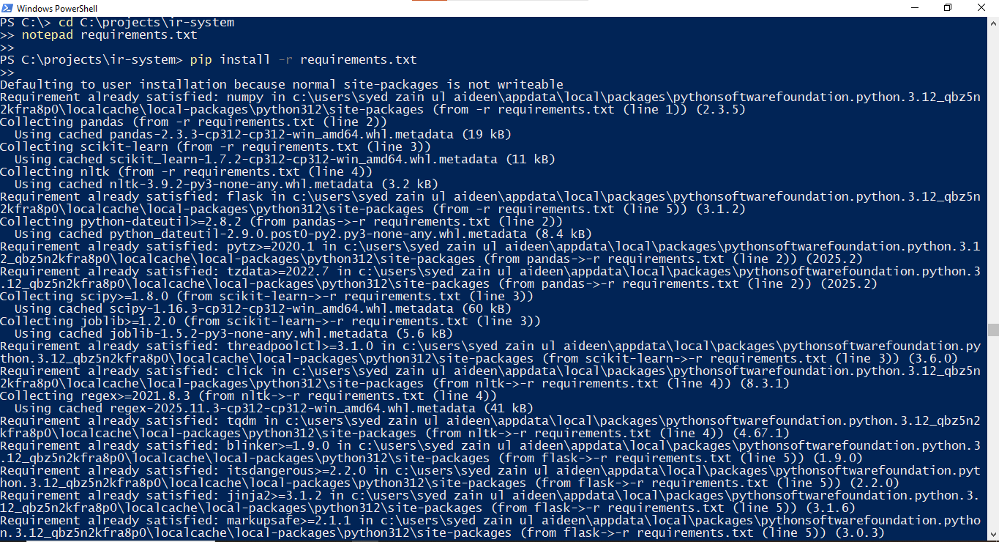 Windows PowerShell
PS C:\> cd C:\projects\ir-system
>> notepad requirements.txt
>>
PS C:\projects\ir-system> pip install -r requirements.txt
>>
Defaulting to user installation because normal site-packages is not writeable
Requirement already satisfied: numpy in c:\users\syed zain ul aideen\appdata\local\packages\pythonsoftwarefoundation.python.3.12_qbz5n
2kfra8p0\localcache\local-packages\python312\site-packages (from -r requirements.txt (line 1)) (2.3.5)
Collecting pandas (from -r requirements.txt (line 2))
  Using cached pandas-2.3.3-cp312-cp312-win_amd64.whl.metadata (19 kB)
Collecting scikit-learn (from -r requirements.txt (line 3))
  Using cached scikit_learn-1.7.2-cp312-cp312-win_amd64.whl.metadata (11 kB)
Collecting nltk (from -r requirements.txt (line 4))
  Using cached nltk-3.9.2-py3-none-any.whl.metadata (3.2 kB)
Requirement already satisfied: flask in c:\users\syed zain ul aideen\appdata\local\packages\pythonsoftwarefoundation.python.3.12_qbz5n
2kfra8p0\localcache\local-packages\python312\site-packages (from -r requirements.txt (line 5)) (3.1.2)
Collecting python-dateutil>=2.8.2 (from pandas->-r requirements.txt (line 2))
  Using cached python_dateutil-2.9.0.post0-py2.py3-none-any.whl.metadata (8.4 kB)
Requirement already satisfied: pytz>=2020.1 in c:\users\syed zain ul aideen\appdata\local\packages\pythonsoftwarefoundation.python.3.1
2_qbz5n2kfra8p0\localcache\local-packages\python312\site-packages (from pandas->-r requirements.txt (line 2)) (2025.2)
Requirement already satisfied: tzdata>=2022.7 in c:\users\syed zain ul aideen\appdata\local\packages\pythonsoftwarefoundation.python.3
.12_qbz5n2kfra8p0\localcache\local-packages\python312\site-packages (from pandas->-r requirements.txt (line 2)) (2025.2)
Collecting scipy>=1.8.0 (from scikit-learn->-r requirements.txt (line 3))
  Using cached scipy-1.16.3-cp312-cp312-win_amd64.whl.metadata (60 kB)
Collecting joblib>=1.2.0 (from scikit-learn->-r requirements.txt (line 3))
  Using cached joblib-1.5.2-py3-none-any.whl.metadata (5.6 kB)
Requirement already satisfied: threadpoolctl>=3.1.0 in c:\users\syed zain ul aideen\appdata\local\packages\pythonsoftwarefoundation.py
thon.3.12_qbz5n2kfra8p0\localcache\local-packages\python312\site-packages (from scikit-learn->-r requirements.txt (line 3)) (3.6.0)
Requirement already satisfied: click in c:\users\syed zain ul aideen\appdata\local\packages\pythonsoftwarefoundation.python.3.12_qbz5n
2kfra8p0\localcache\local-packages\python312\site-packages (from nltk->-r requirements.txt (line 4)) (8.3.1)
Collecting regex>=2021.8.3 (from nltk->-r requirements.txt (line 4))
  Using cached regex-2025.11.3-cp312-cp312-win_amd64.whl.metadata (41 kB)
Requirement already satisfied: tqdm in c:\users\syed zain ul aideen\appdata\local\packages\pythonsoftwarefoundation.python.3.12_qbz5n2
kfra8p0\localcache\local-packages\python312\site-packages (from nltk->-r requirements.txt (line 4)) (4.67.1)
Requirement already satisfied: blinker>=1.9.0 in c:\users\syed zain ul aideen\appdata\local\packages\pythonsoftwarefoundation.python.3
.12_qbz5n2kfra8p0\localcache\local-packages\python312\site-packages (from flask->-r requirements.txt (line 5)) (1.9.0)
Requirement already satisfied: itsdangerous>=2.2.0 in c:\users\syed zain ul aideen\appdata\local\packages\pythonsoftwarefoundation.pyt
hon.3.12_qbz5n2kfra8p0\localcache\local-packages\python312\site-packages (from flask->-r requirements.txt (line 5)) (2.2.0)
Requirement already satisfied: jinja2>=3.1.2 in c:\users\syed zain ul aideen\appdata\local\packages\pythonsoftwarefoundation.python.3.
12_qbz5n2kfra8p0\localcache\local-packages\python312\site-packages (from flask->-r requirements.txt (line 5)) (3.1.6)
Requirement already satisfied: markupsafe>=2.1.1 in c:\users\syed zain ul aideen\appdata\local\packages\pythonsoftwarefoundation.pytho
n.3.12_qbz5n2kfra8p0\localcache\local-packages\python312\site-packages (from flask->-r requirements.txt (line 5)) (3.0.3)